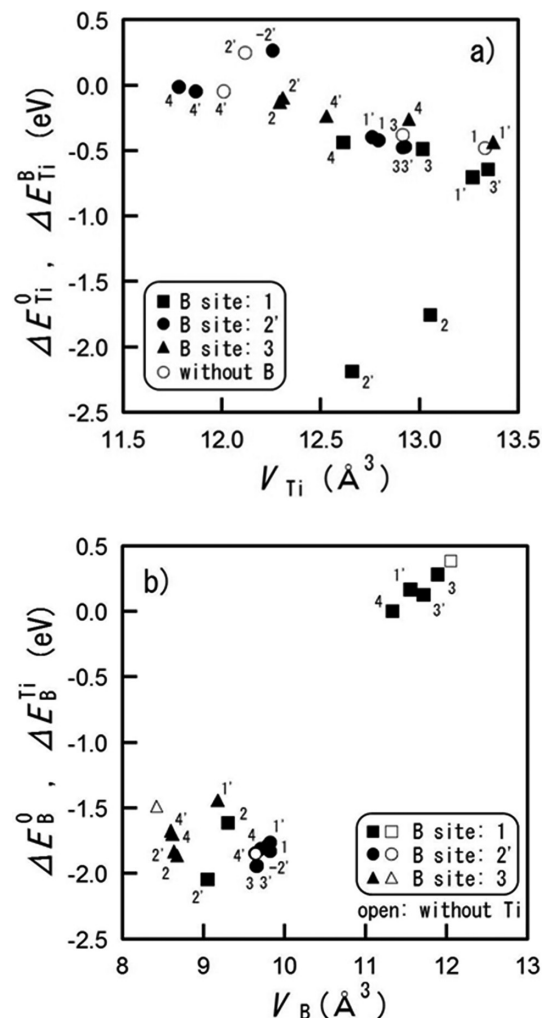 a)
0.5
0.0
-0.5
-1.0
-1.5
-2.0
-2.5
ΔE⁰Ti , ΔEᴮTi (eV)
2' -2'
4 4' 4' 2 2' 4'
1' 1 3 4 1 1'
4 33' 3 1' 3'
2
2'
■ B site: 1
● B site: 2'
▲ B site: 3
○ without B
11.5 12.0 12.5 13.0 13.5
V Ti (Å³)
b)
0.5
0.0
-0.5
-1.0
-1.5
-2.0
-2.5
ΔE⁰B , ΔEᵀⁱB (eV)
1' 3
4 3'
1'
4' 2 1'
4 4 1
2' 4' -2'
2 3 3'
2'
■ □ B site: 1
● ○ B site: 2'
▲ △ B site: 3
open: without Ti
8 9 10 11 12 13
V B (Å³)